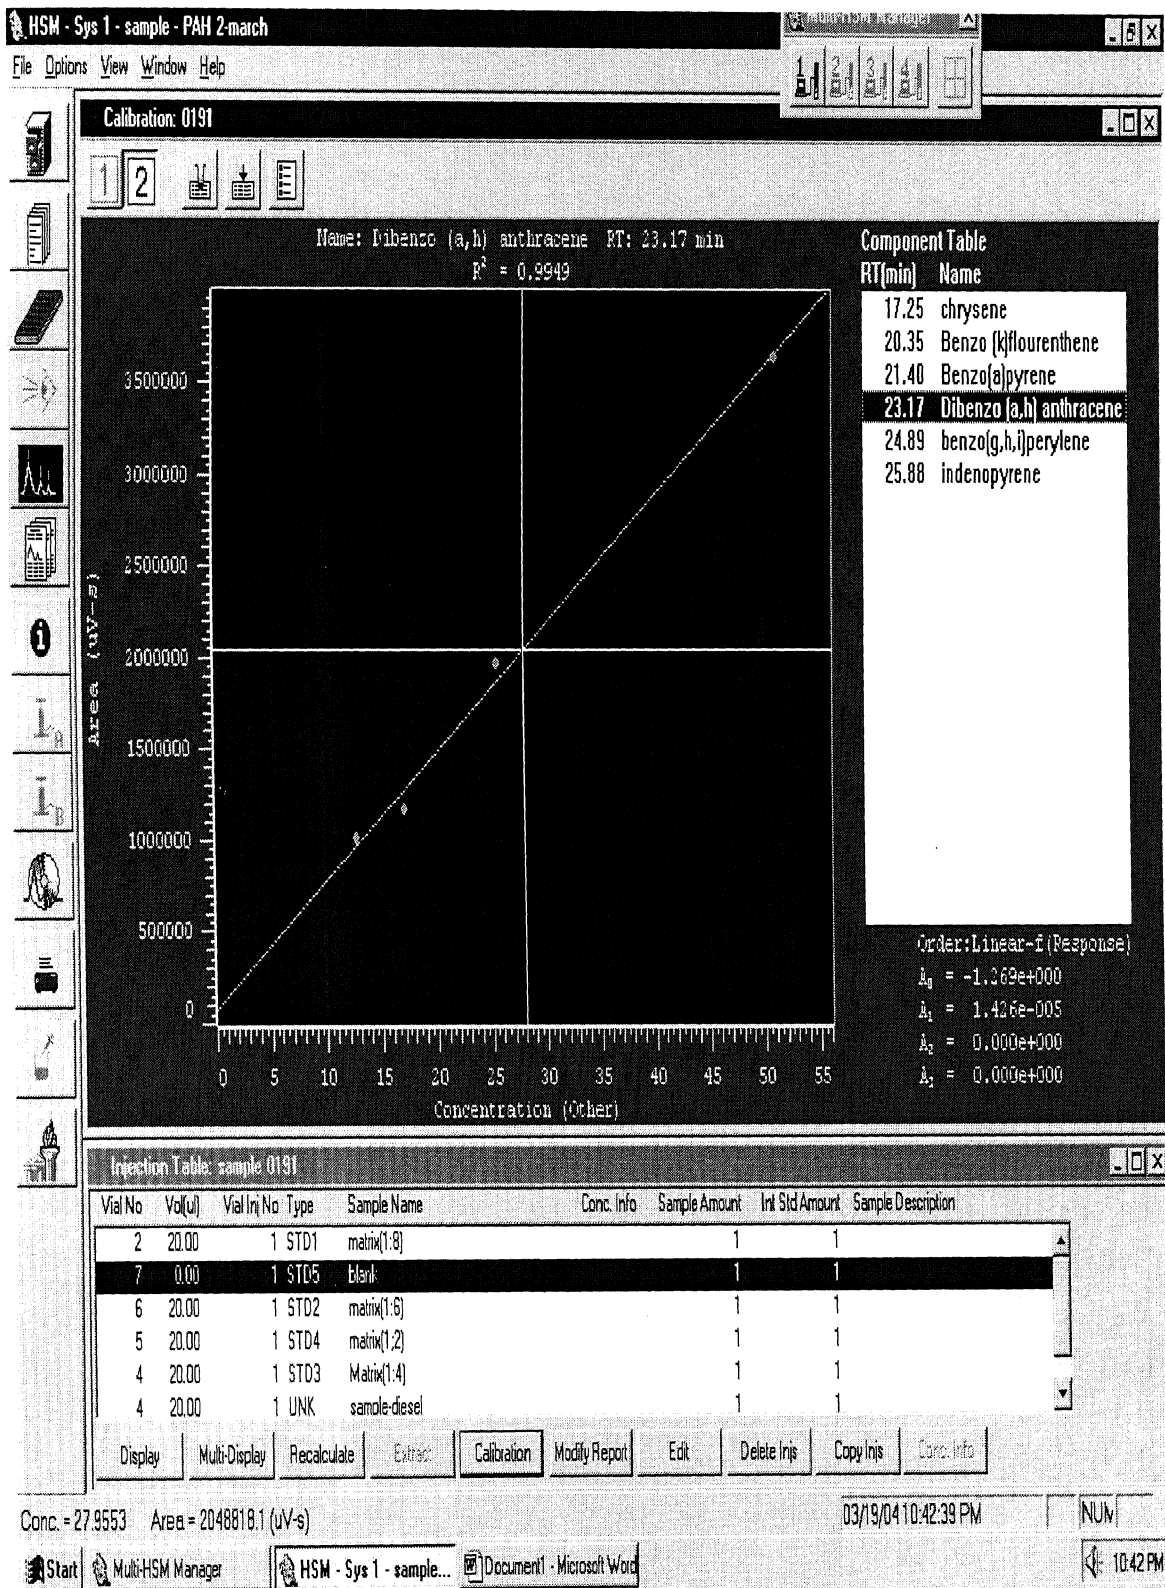 HSM - Sys 1 - sample - PAH 2-march
Multi-HSM Manager
File Options View Window Help
1 2 3 4
Calibration: 0191
1 2
Name: Dibenzo (a,h) anthracene RT: 23.17 min
R² = 0.9949
Component Table
RT(min) Name
17.25 chrysene
20.35 Benzo (k)flourenthene
21.40 Benzo(a)pyrene
23.17 Dibenzo (a,h) anthracene
24.89 benzo(g,h,i)perylene
25.88 indenopyrene
Area (uV-s)
3500000
3000000
2500000
2000000
1500000
1000000
500000
0
0 5 10 15 20 25 30 35 40 45 50 55
Concentration (Other)
Order:Linear-f(Response)
A₀ = -1.269e+000
A₁ = 1.426e-005
A₂ = 0.000e+000
A₃ = 0.000e+000
Injection Table: sample 0191
Vial No Vol(ul) Vial Inj No Type Sample Name Conc. Info Sample Amount Int Std Amount Sample Description
2 20.00 1 STD1 matrix(1:8) 1 1
7 0.00 1 STD5 blank 1 1
6 20.00 1 STD2 matrix(1:6) 1 1
5 20.00 1 STD4 matrix(1;2) 1 1
4 20.00 1 STD3 Matrix(1:4) 1 1
4 20.00 1 UNK sample-diesel 1 1
Display Multi-Display Recalculate Extract Calibration Modify Report Edit Delete Injs Copy Injs Conc. Info
Conc. = 27.9553 Area = 2048818.1 (uV-s) 03/19/04 10:42:39 PM NUM
Start Multi-HSM Manager HSM - Sys 1 - sample... Document1 - Microsoft Word 10:42 PM